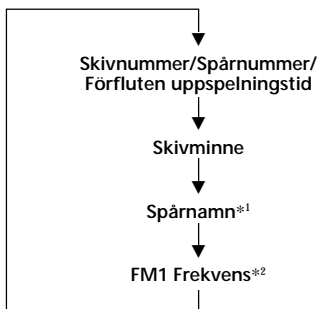 Skivnummer/Spårnummer/
Förfluten uppspelningstid
Skivminne
Spårnamn*1
FM1 Frekvens*2